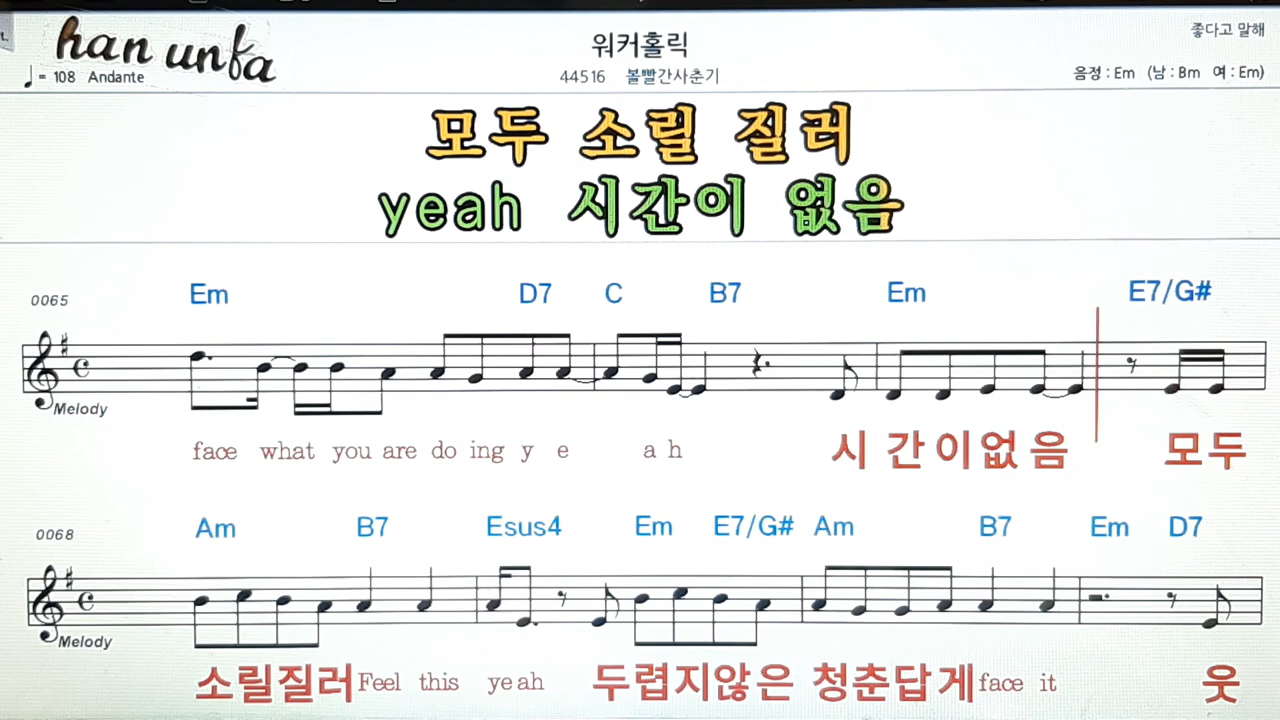 t.
han unfa
좋다고 말해
워커홀릭
♩= 108 Andante
44516 볼빨간사춘기
음정 : Em (남 : Bm 여 : Em)
모두 소릴 질러
yeah 시간이 없음
0065
Em D7 C B7 Em E7/G#
Melody
face what you are do ing y e a h 시 간이없음 모두
0068
Am B7 Esus4 Em E7/G# Am B7 Em D7
Melody
소릴질러 Feel this yeah 두렵지않은 청춘답게 face it 웃